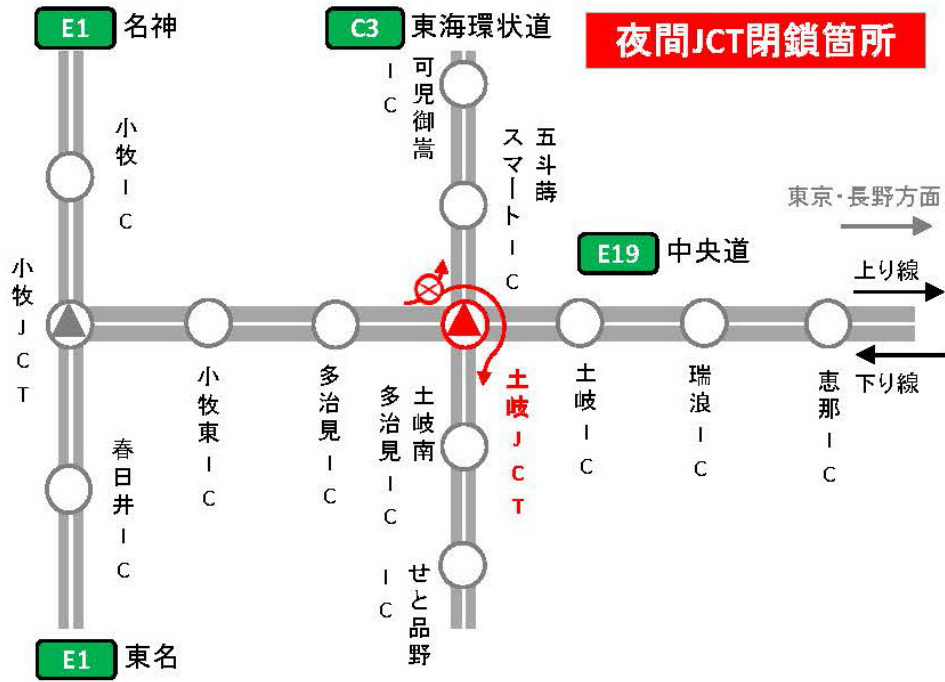 E1 名神
C3 東海環状道
夜間JCT閉鎖箇所
可児御嵩IC
小牧IC
五斗蒔
スマートIC
東京・長野方面
E19 中央道
上り線
小牧JCT
下り線
小牧東IC
多治見IC
土岐南
多治見IC
土岐JCT
土岐IC
瑞浪IC
恵那IC
春日井IC
せと品野IC
E1 東名